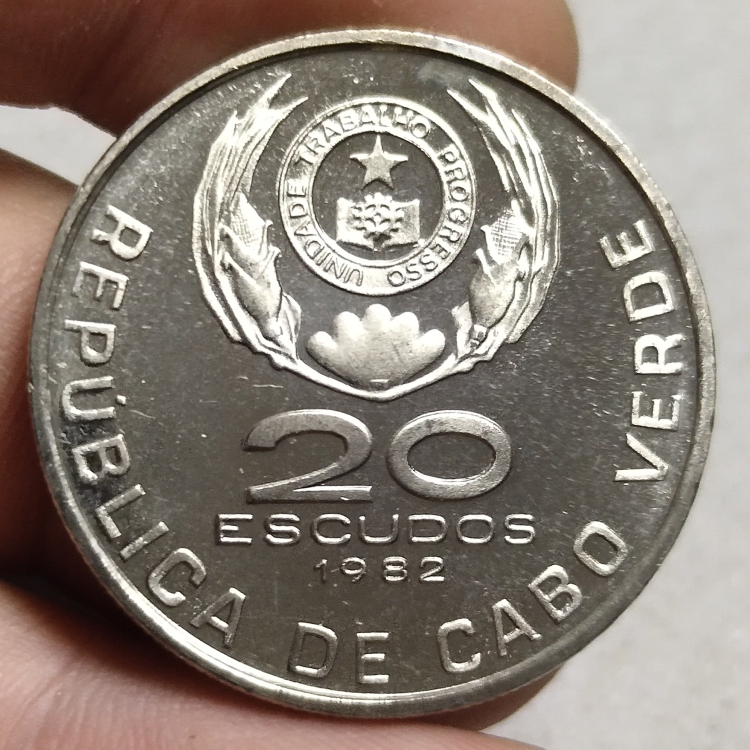 UNIDADE TRABALHO PROGRESSO
20
ESCUDOS
1982
REPÚBLICA DE CABO VERDE